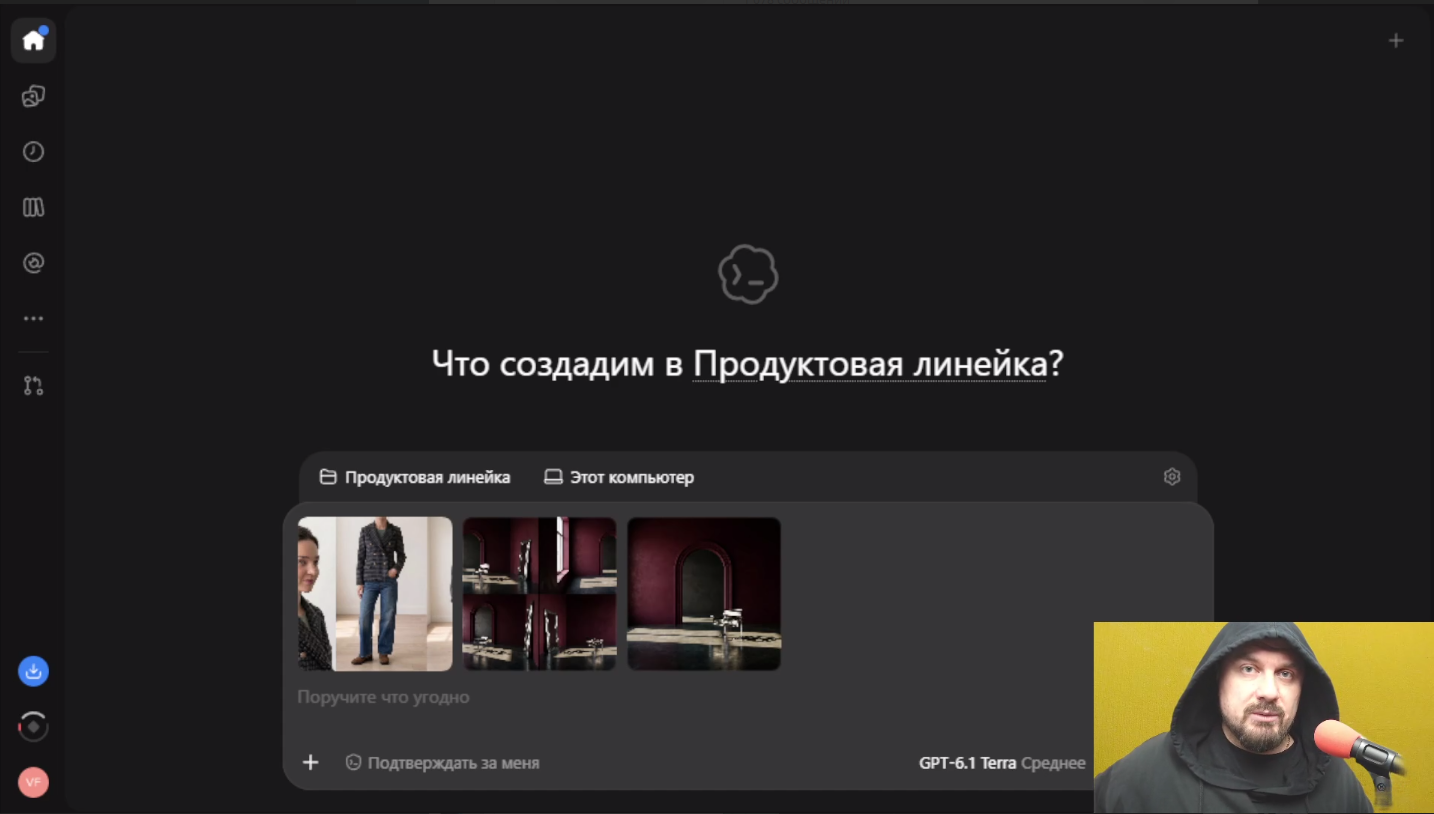 Что создадим в Продуктовая линейка?
Продуктовая линейка
Этот компьютер
Поручите что угодно
Подтверждать за меня
GPT-6.1 Terra Среднее
VF